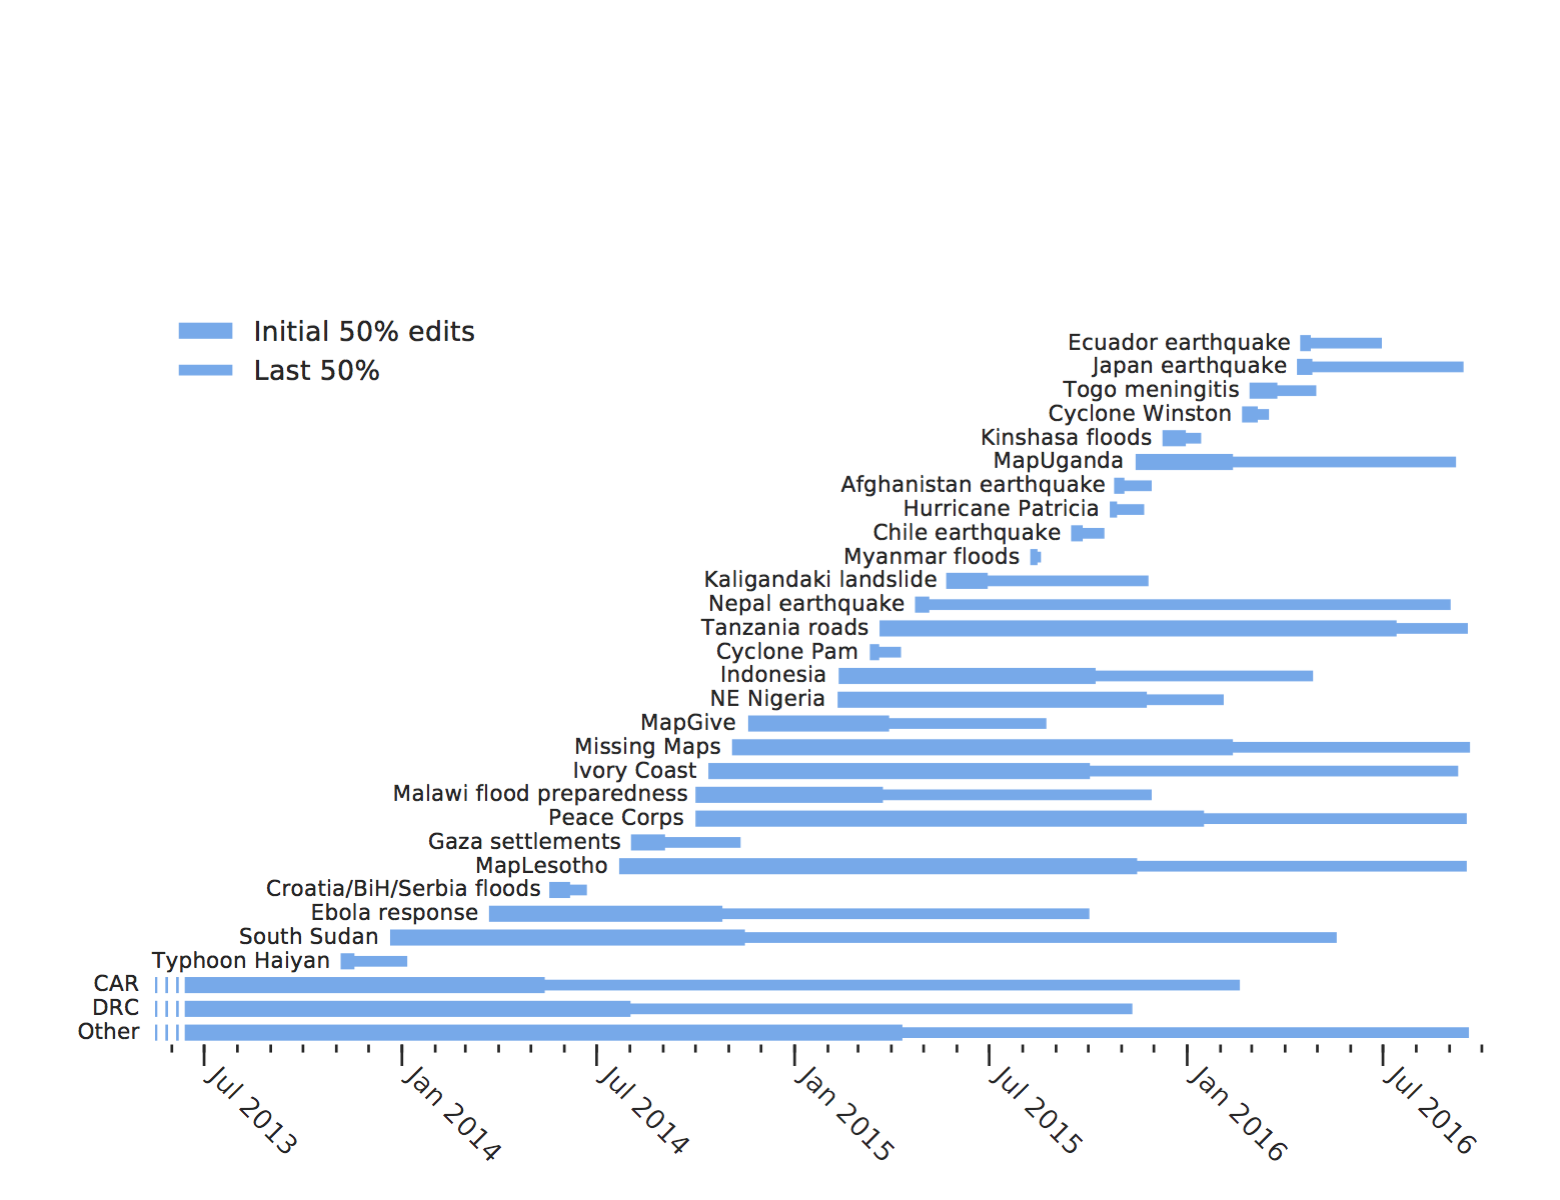 Initial 50% edits
Last 50%
Ecuador earthquake
Japan earthquake
Togo meningitis
Cyclone Winston
Kinshasa floods
MapUganda
Afghanistan earthquake
Hurricane Patricia
Chile earthquake
Myanmar floods
Kaligandaki landslide
Nepal earthquake
Tanzania roads
Cyclone Pam
Indonesia
NE Nigeria
MapGive
Missing Maps
Ivory Coast
Malawi flood preparedness
Peace Corps
Gaza settlements
MapLesotho
Croatia/BiH/Serbia floods
Ebola response
South Sudan
Typhoon Haiyan
CAR
DRC
Other
Jul 2013
Jan 2014
Jul 2014
Jan 2015
Jul 2015
Jan 2016
Jul 2016